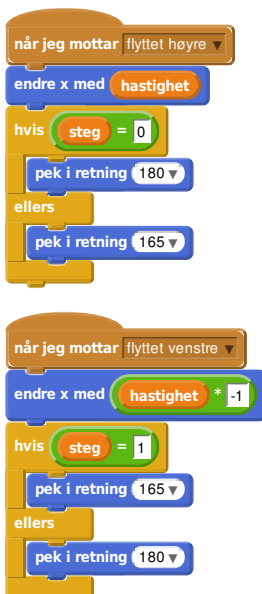 når jeg mottar flyttet høyre
endre x med hastighet
hvis steg = 0
pek i retning 180
ellers
pek i retning 165
når jeg mottar flyttet venstre
endre x med hastighet * -1
hvis steg = 1
pek i retning 165
ellers
pek i retning 180